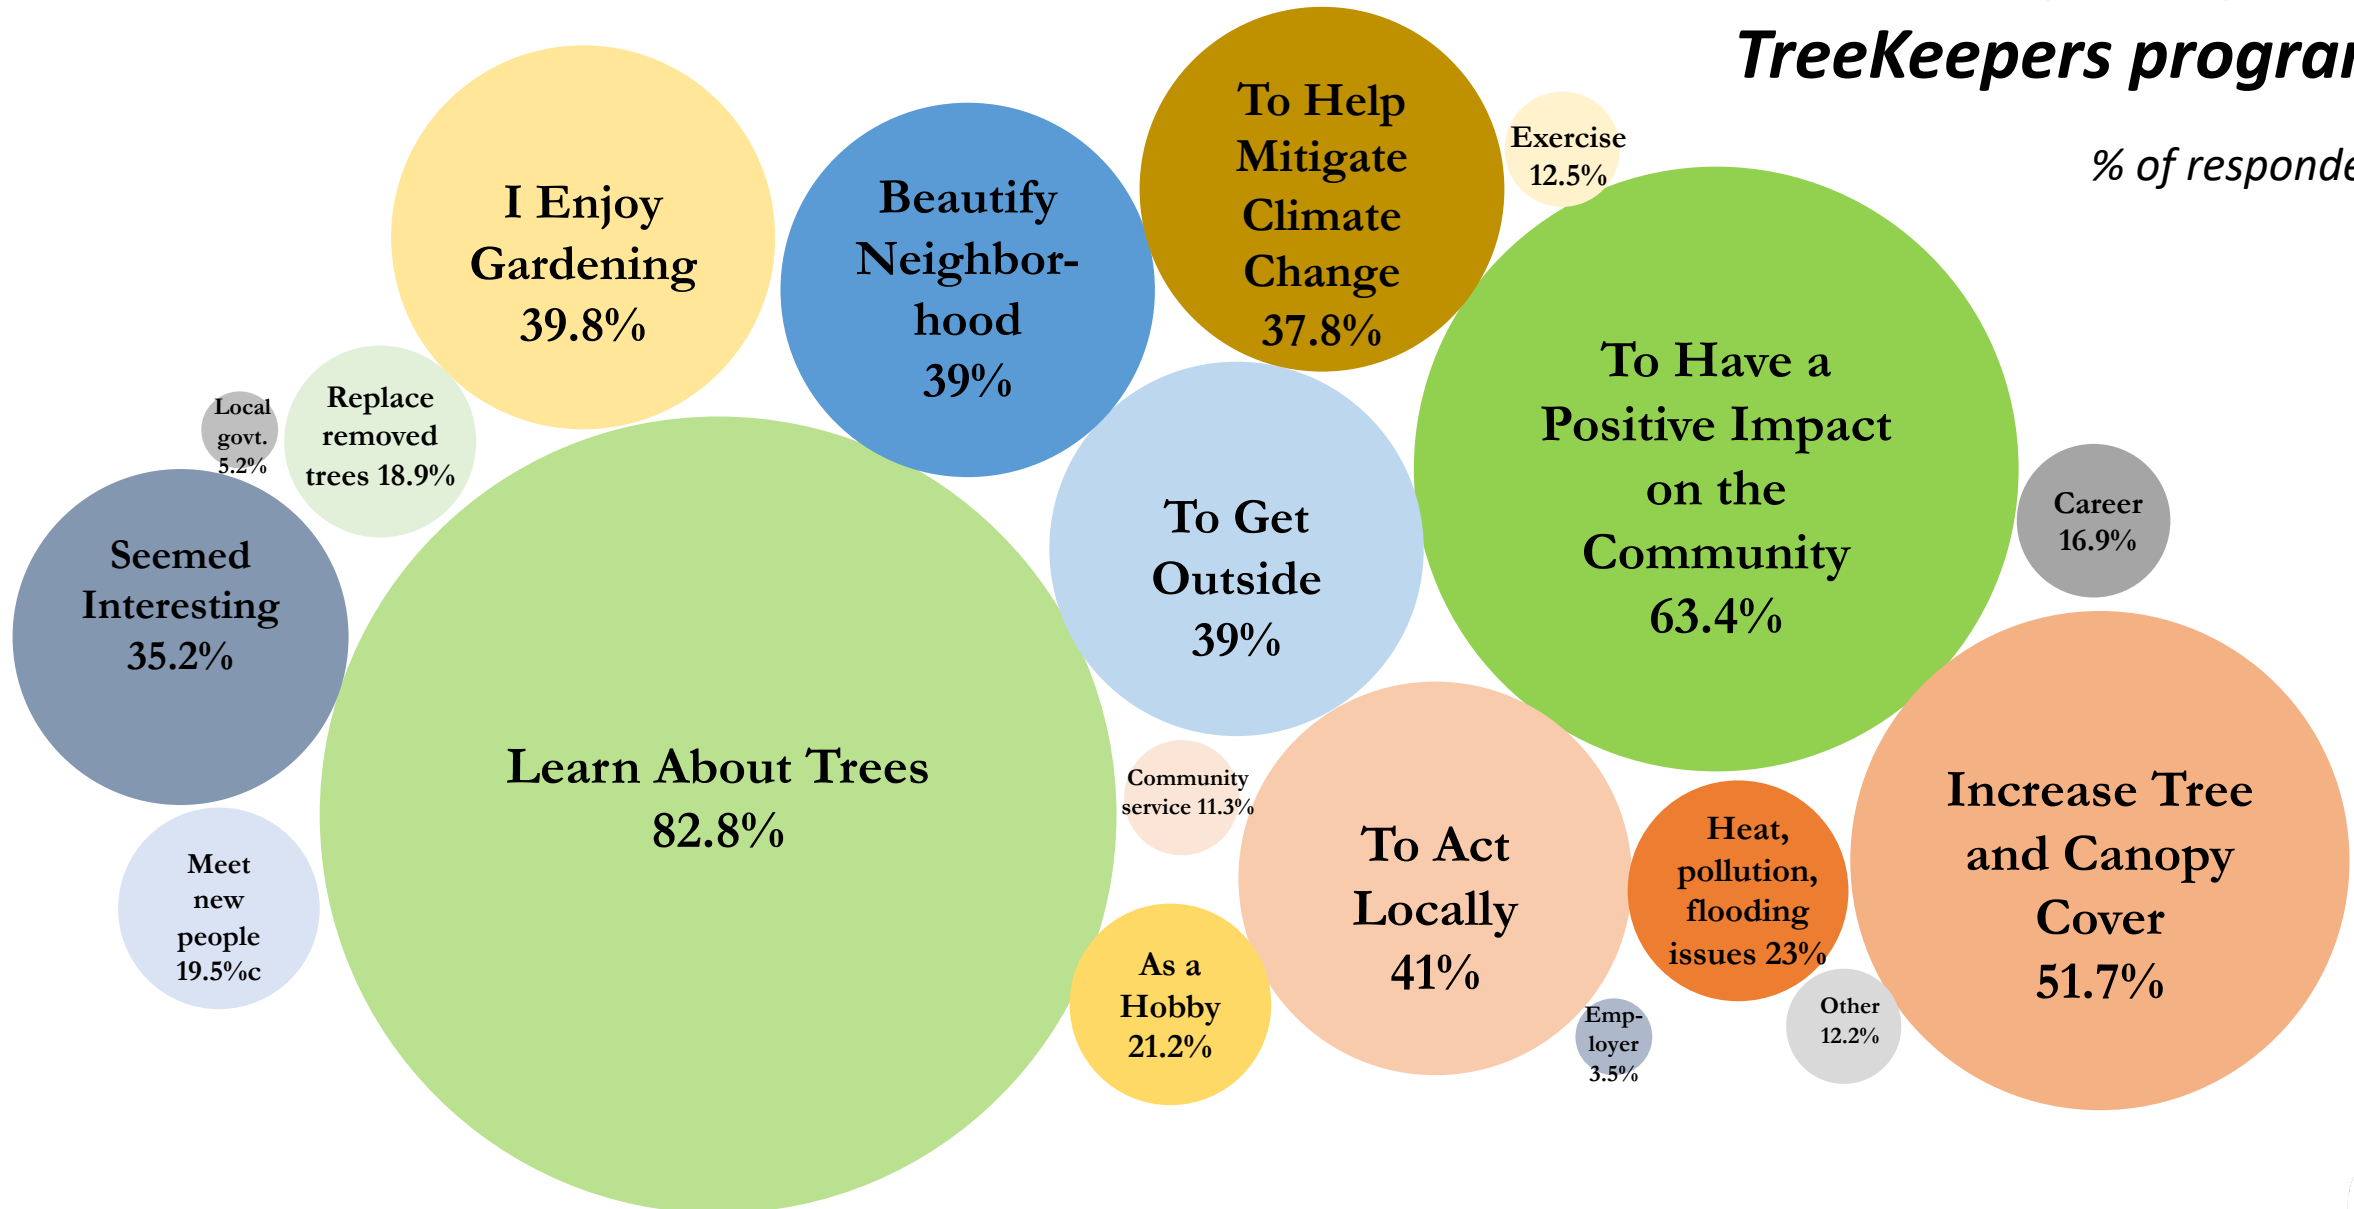 TreeKeepers progra
% of responde
I Enjoy
Gardening
39.8%
Beautify
Neighbor-
hood
39%
To Help
Mitigate
Climate
Change
37.8%
Exercise
12.5%
To Have a
Positive Impact
on the
Community
63.4%
Local
govt.
5.2%
Replace
removed
trees 18.9%
Seemed
Interesting
35.2%
To Get
Outside
39%
Career
16.9%
Learn About Trees
82.8%
Community
service 11.3%
To Act
Locally
41%
Heat,
pollution,
flooding
issues 23%
Increase Tree
and Canopy
Cover
51.7%
Meet
new
people
19.5%c
As a
Hobby
21.2%
Emp-
loyer
3.5%
Other
12.2%